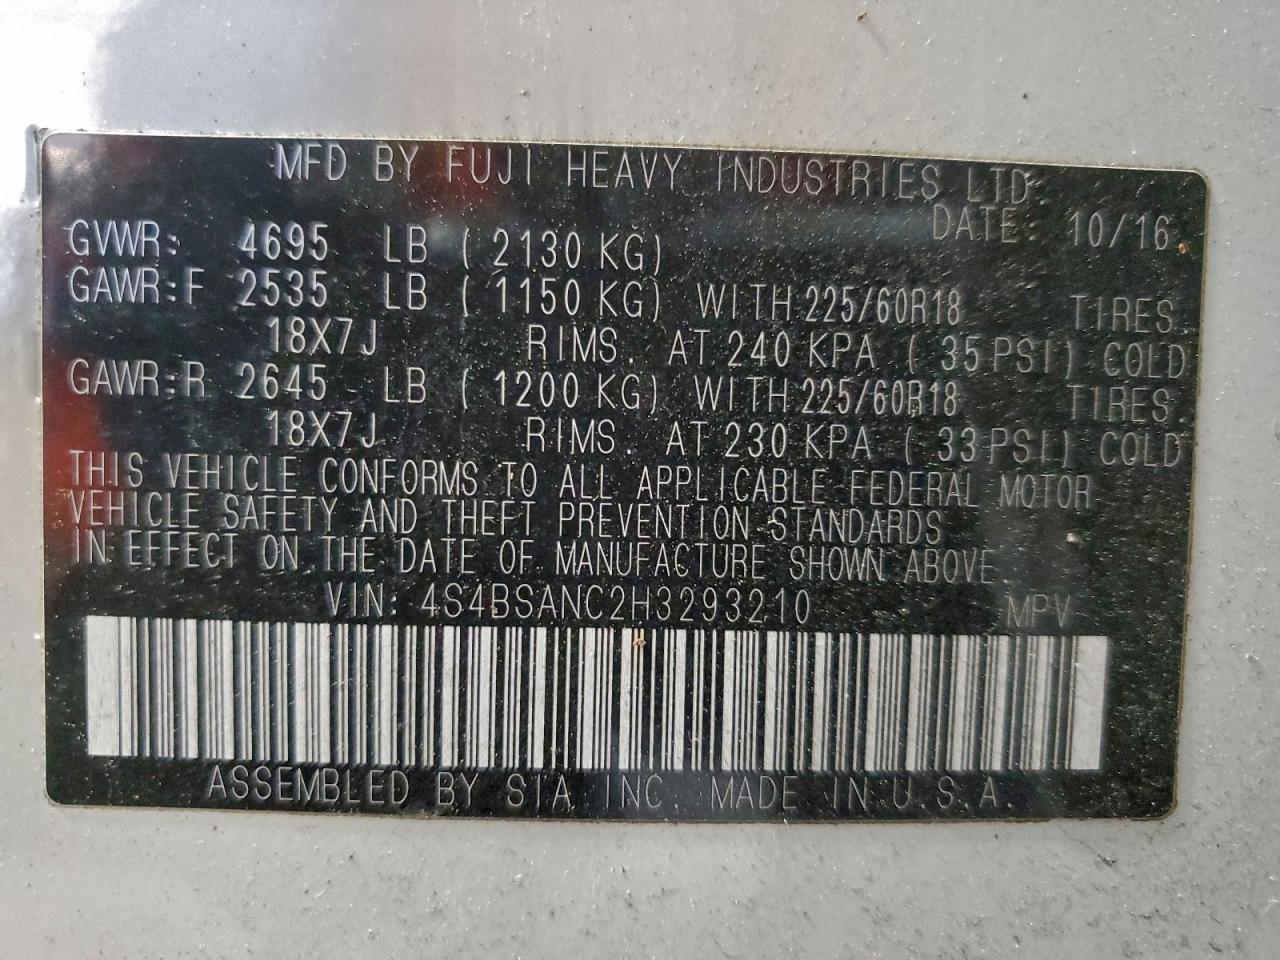 MFD BY FUJI HEAVY INDUSTRIES LTD.
DATE: 10/16
GVWR: 4695 LB ( 2130 KG)
GAWR:F 2535 LB ( 1150 KG) WITH 225/60R18 TIRES.
18X7J RIMS. AT 240 KPA ( 35 PSI) COLD
GAWR:R 2645 LB ( 1200 KG) WITH 225/60R18 TIRES.
18X7J RIMS. AT 230 KPA ( 33 PSI) COLD
THIS VEHICLE CONFORMS TO ALL APPLICABLE FEDERAL MOTOR
VEHICLE SAFETY AND THEFT PREVENTION STANDARDS
IN EFFECT ON THE DATE OF MANUFACTURE SHOWN ABOVE.
VIN: 4S4BSANC2H3293210 MPV
ASSEMBLED BY SIA, INC. MADE IN U.S.A.